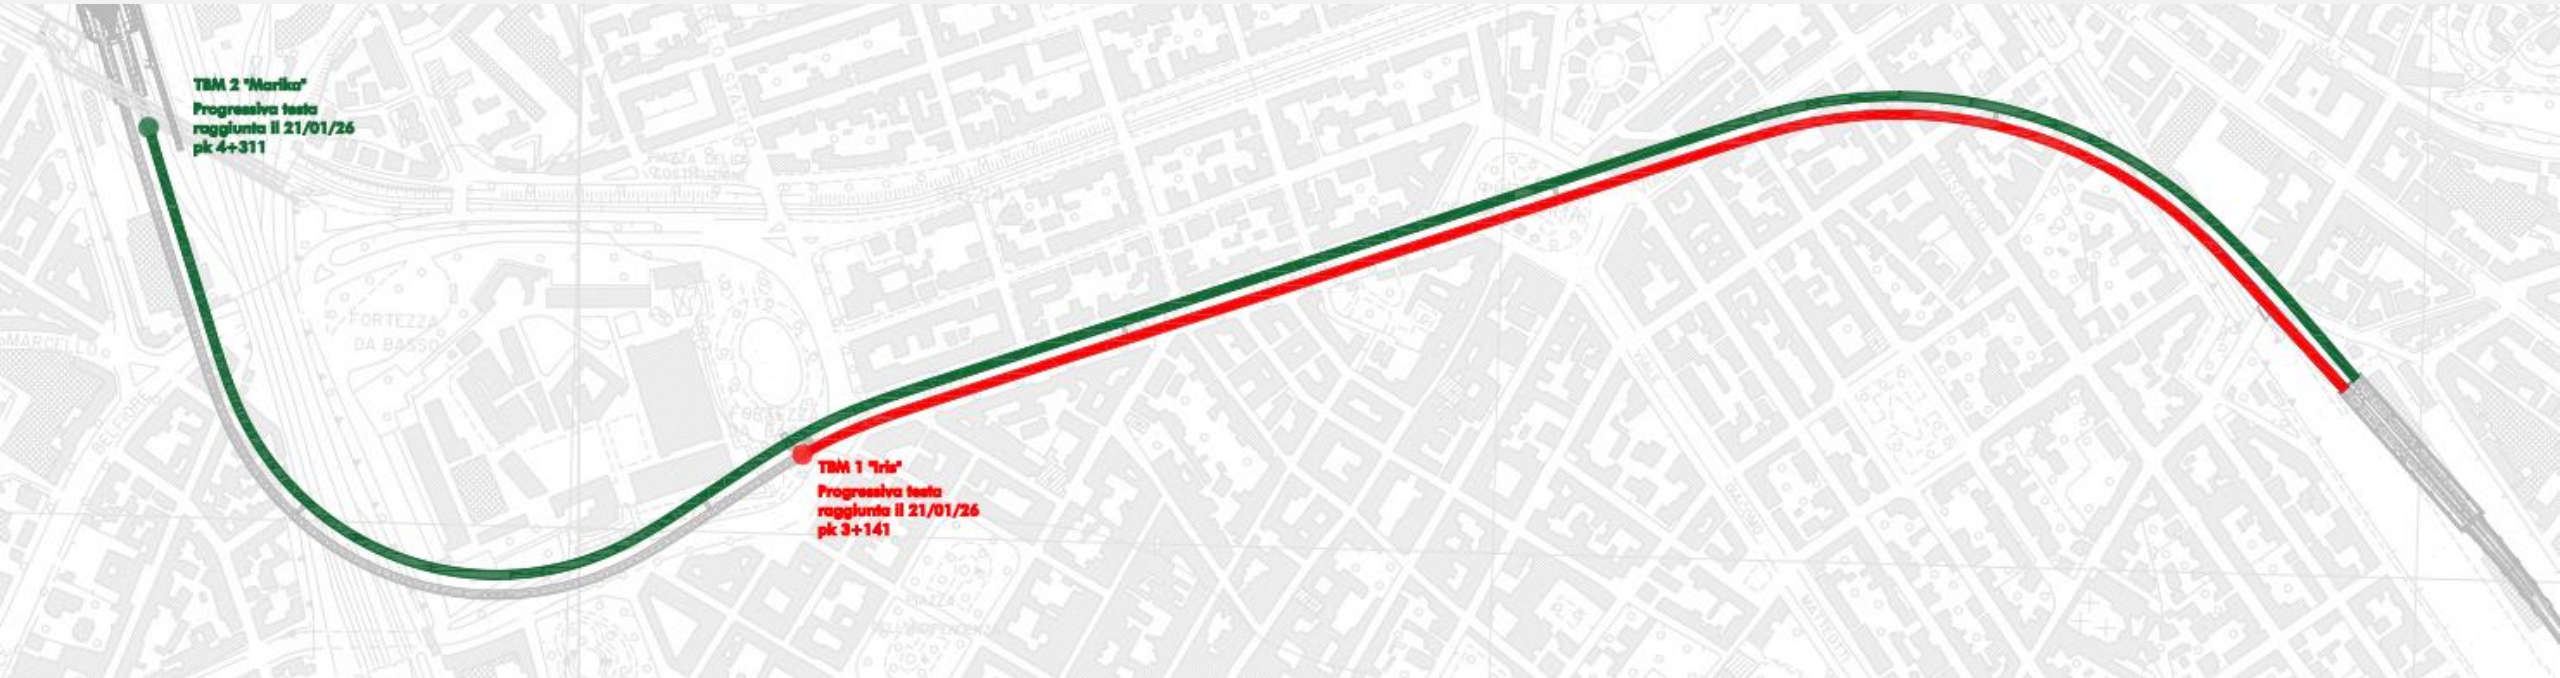 TBM 2 "Marika"
Progressiva testa
raggiunta il 21/01/26
pk 4+311
FORTEZZA
DA BASSO
TBM 1 "Iris"
Progressiva testa
raggiunta il 21/01/26
pk 3+141